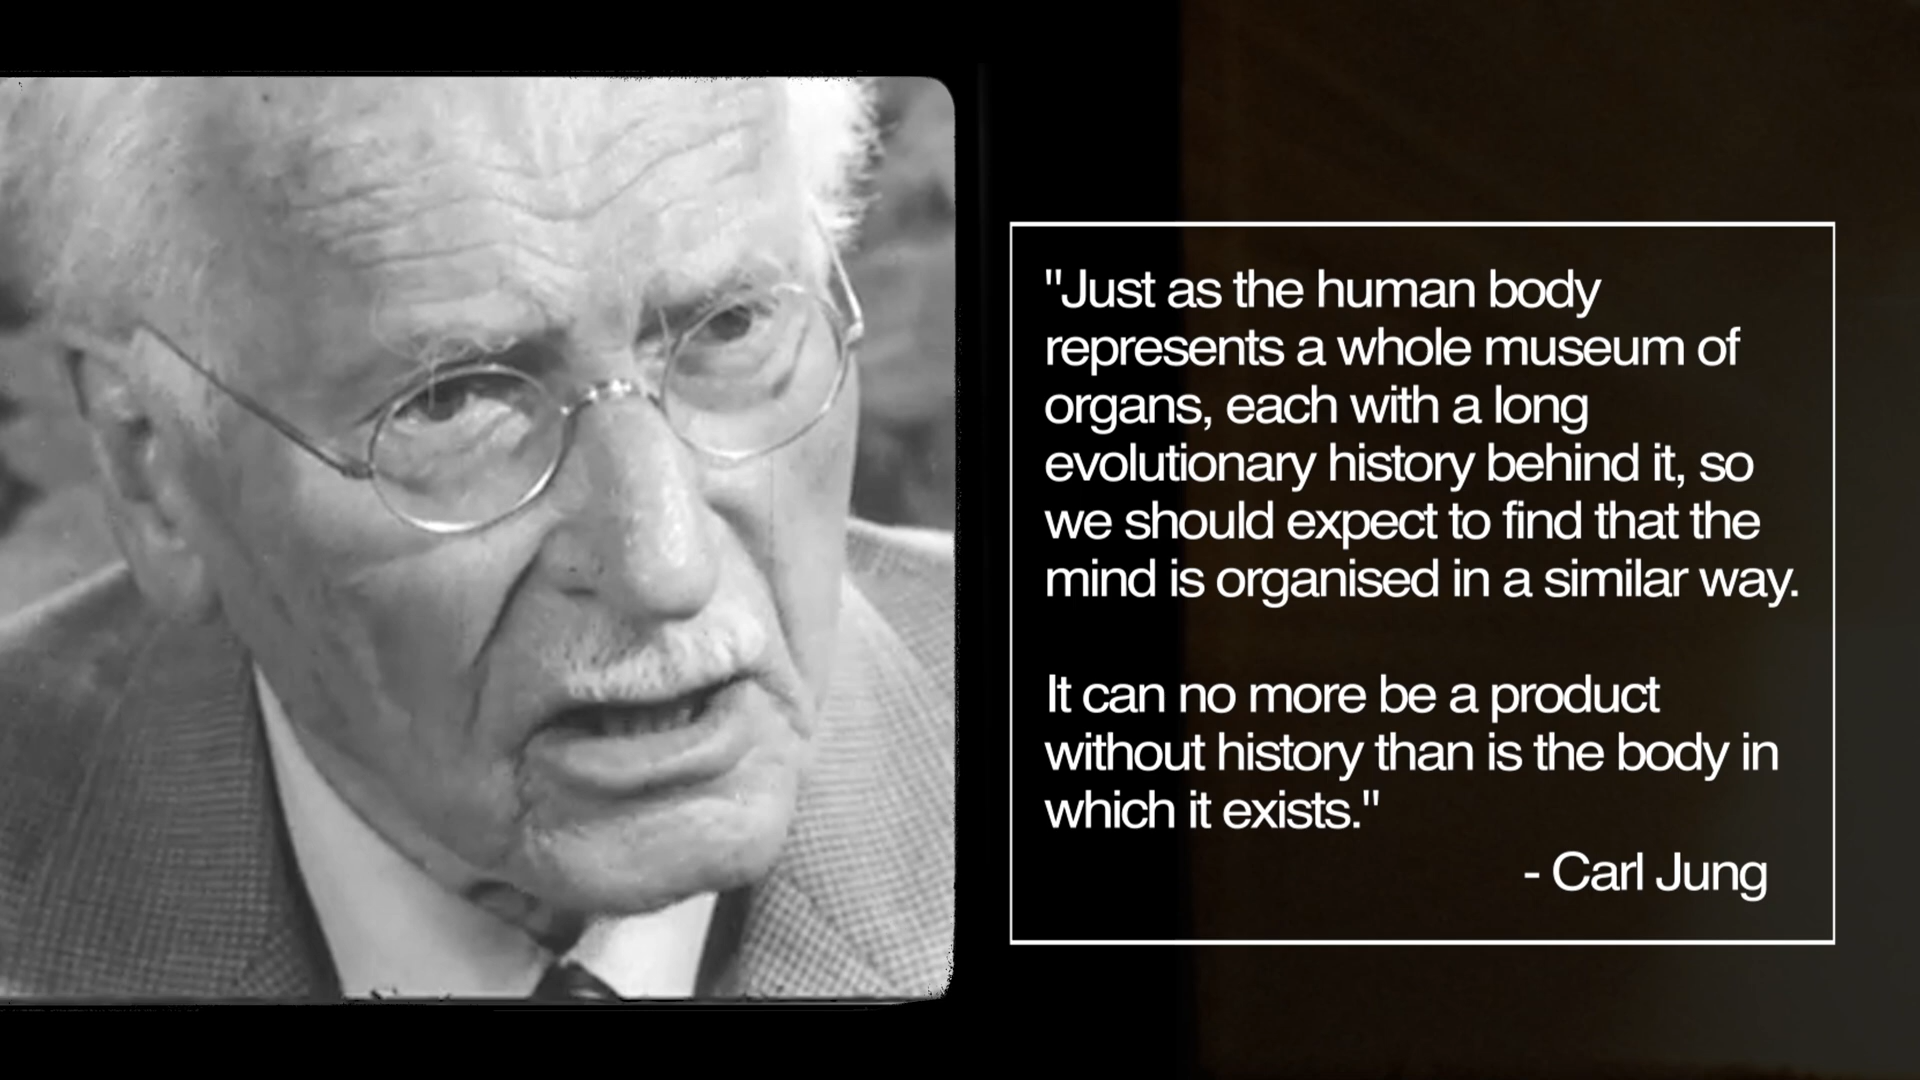 "Just as the human body
represents a whole museum of
organs, each with a long
evolutionary history behind it, so
we should expect to find that the
mind is organised in a similar way.
It can no more be a product
without history than is the body in
which it exists."
- Carl Jung